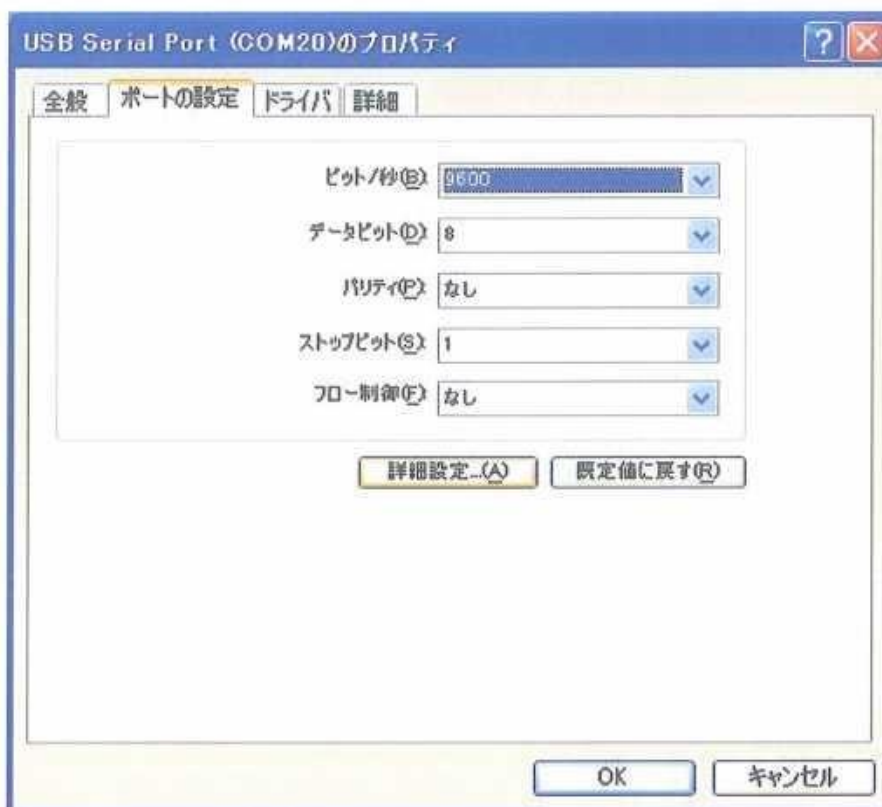 USB Serial Port (COM20)のプロパティ
全般 ポートの設定 ドライバ 詳細
ビット/秒(B): 9600
データビット(D): 8
パリティ(P): なし
ストップビット(S): 1
フロー制御(F): なし
詳細設定...(A) 既定値に戻す(R)
OK キャンセル